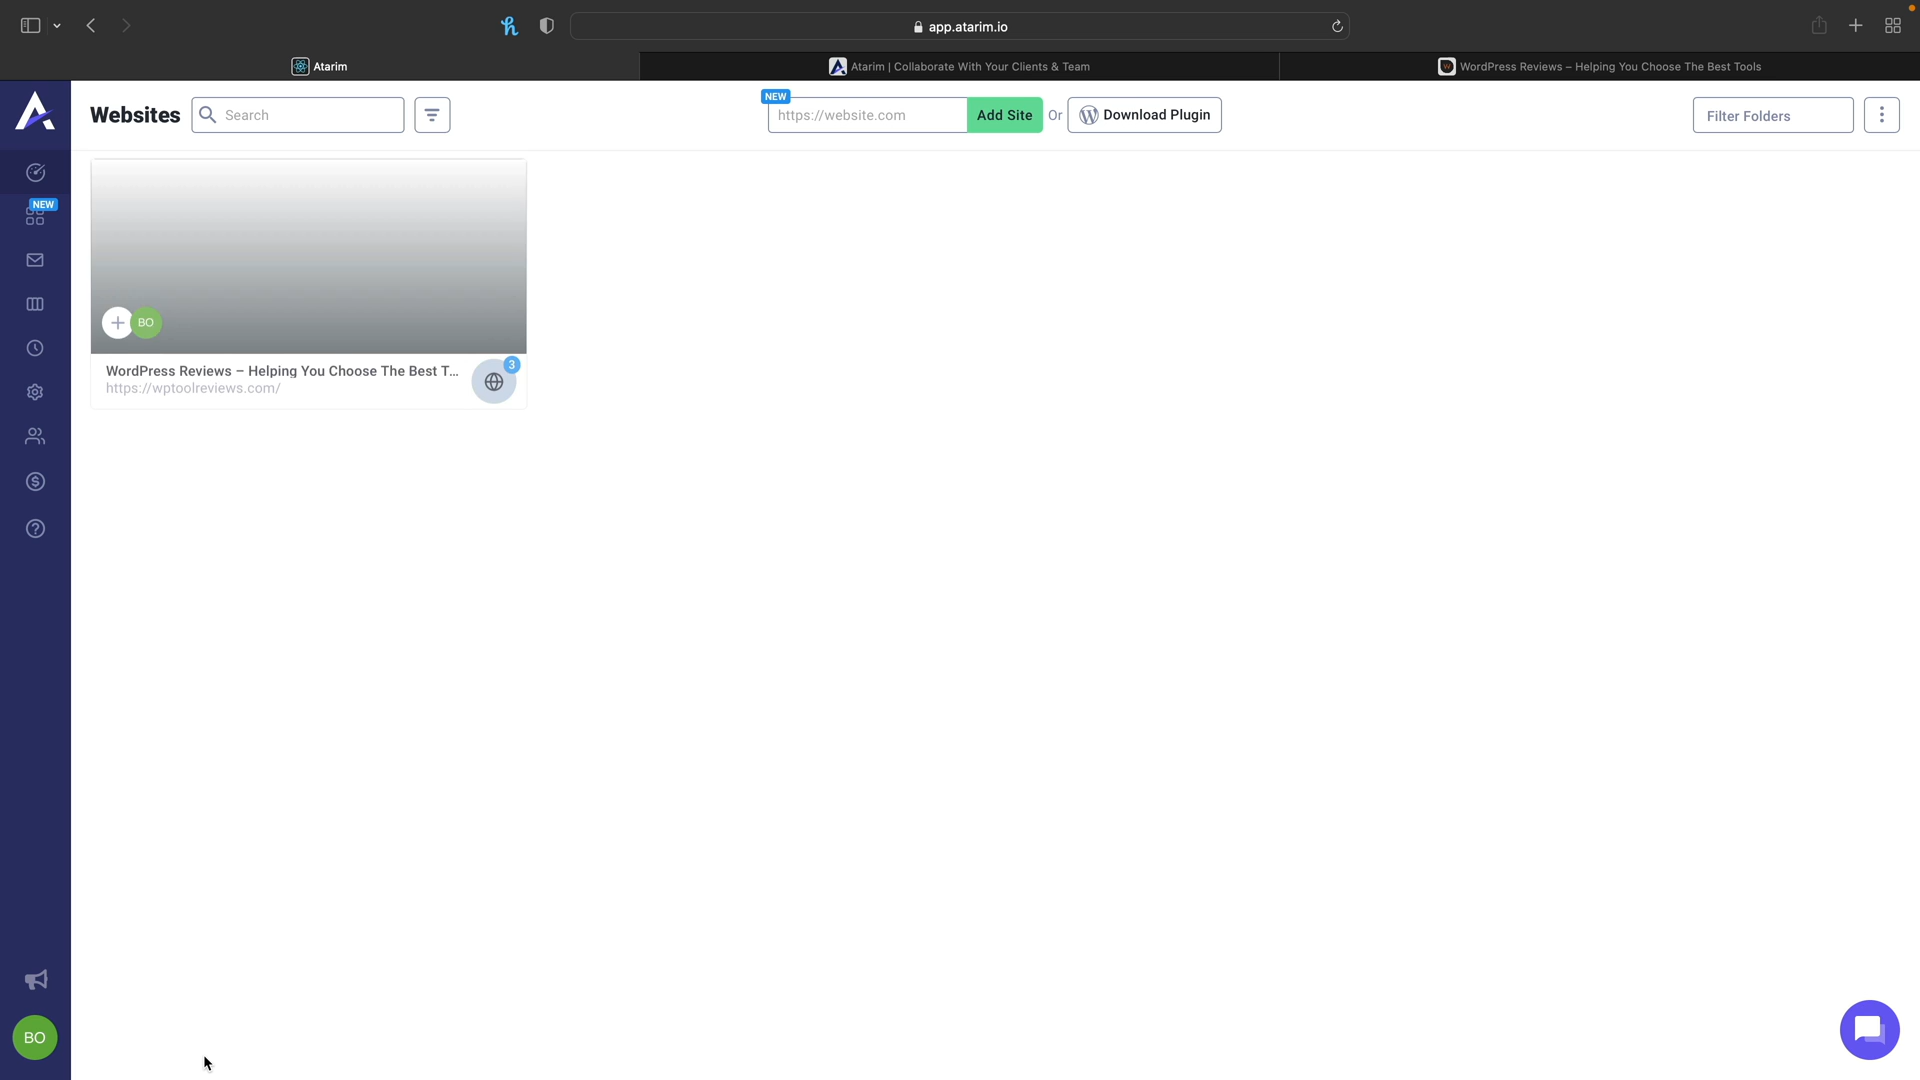 app.atarim.io
Atarim
Atarim | Collaborate With Your Clients & Team
WordPress Reviews – Helping You Choose The Best Tools
Websites
Search
NEW
https://website.com
Add Site
Or
Download Plugin
Filter Folders
NEW
BO
WordPress Reviews – Helping You Choose The Best T...
3
https://wptoolreviews.com/
BO